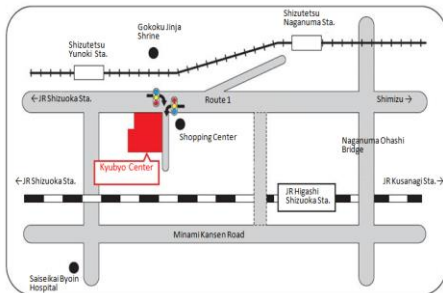 Shizutetsu
Naganuma Sta.
Gokoku Jinja
Shrine
Shizutetsu
Yunoki Sta.
←JR Shizuoka Sta.
Route 1
Shimizu→
Shopping Center
Naganuma Ohashi
Bridge
Kyubyo Center
←JR Shizuoka Sta.
JR Kusanagi Sta.→
JR Higashi
Shizuoka Sta.
Minami Kansen Road
Saiseikai Byoin
Hospital